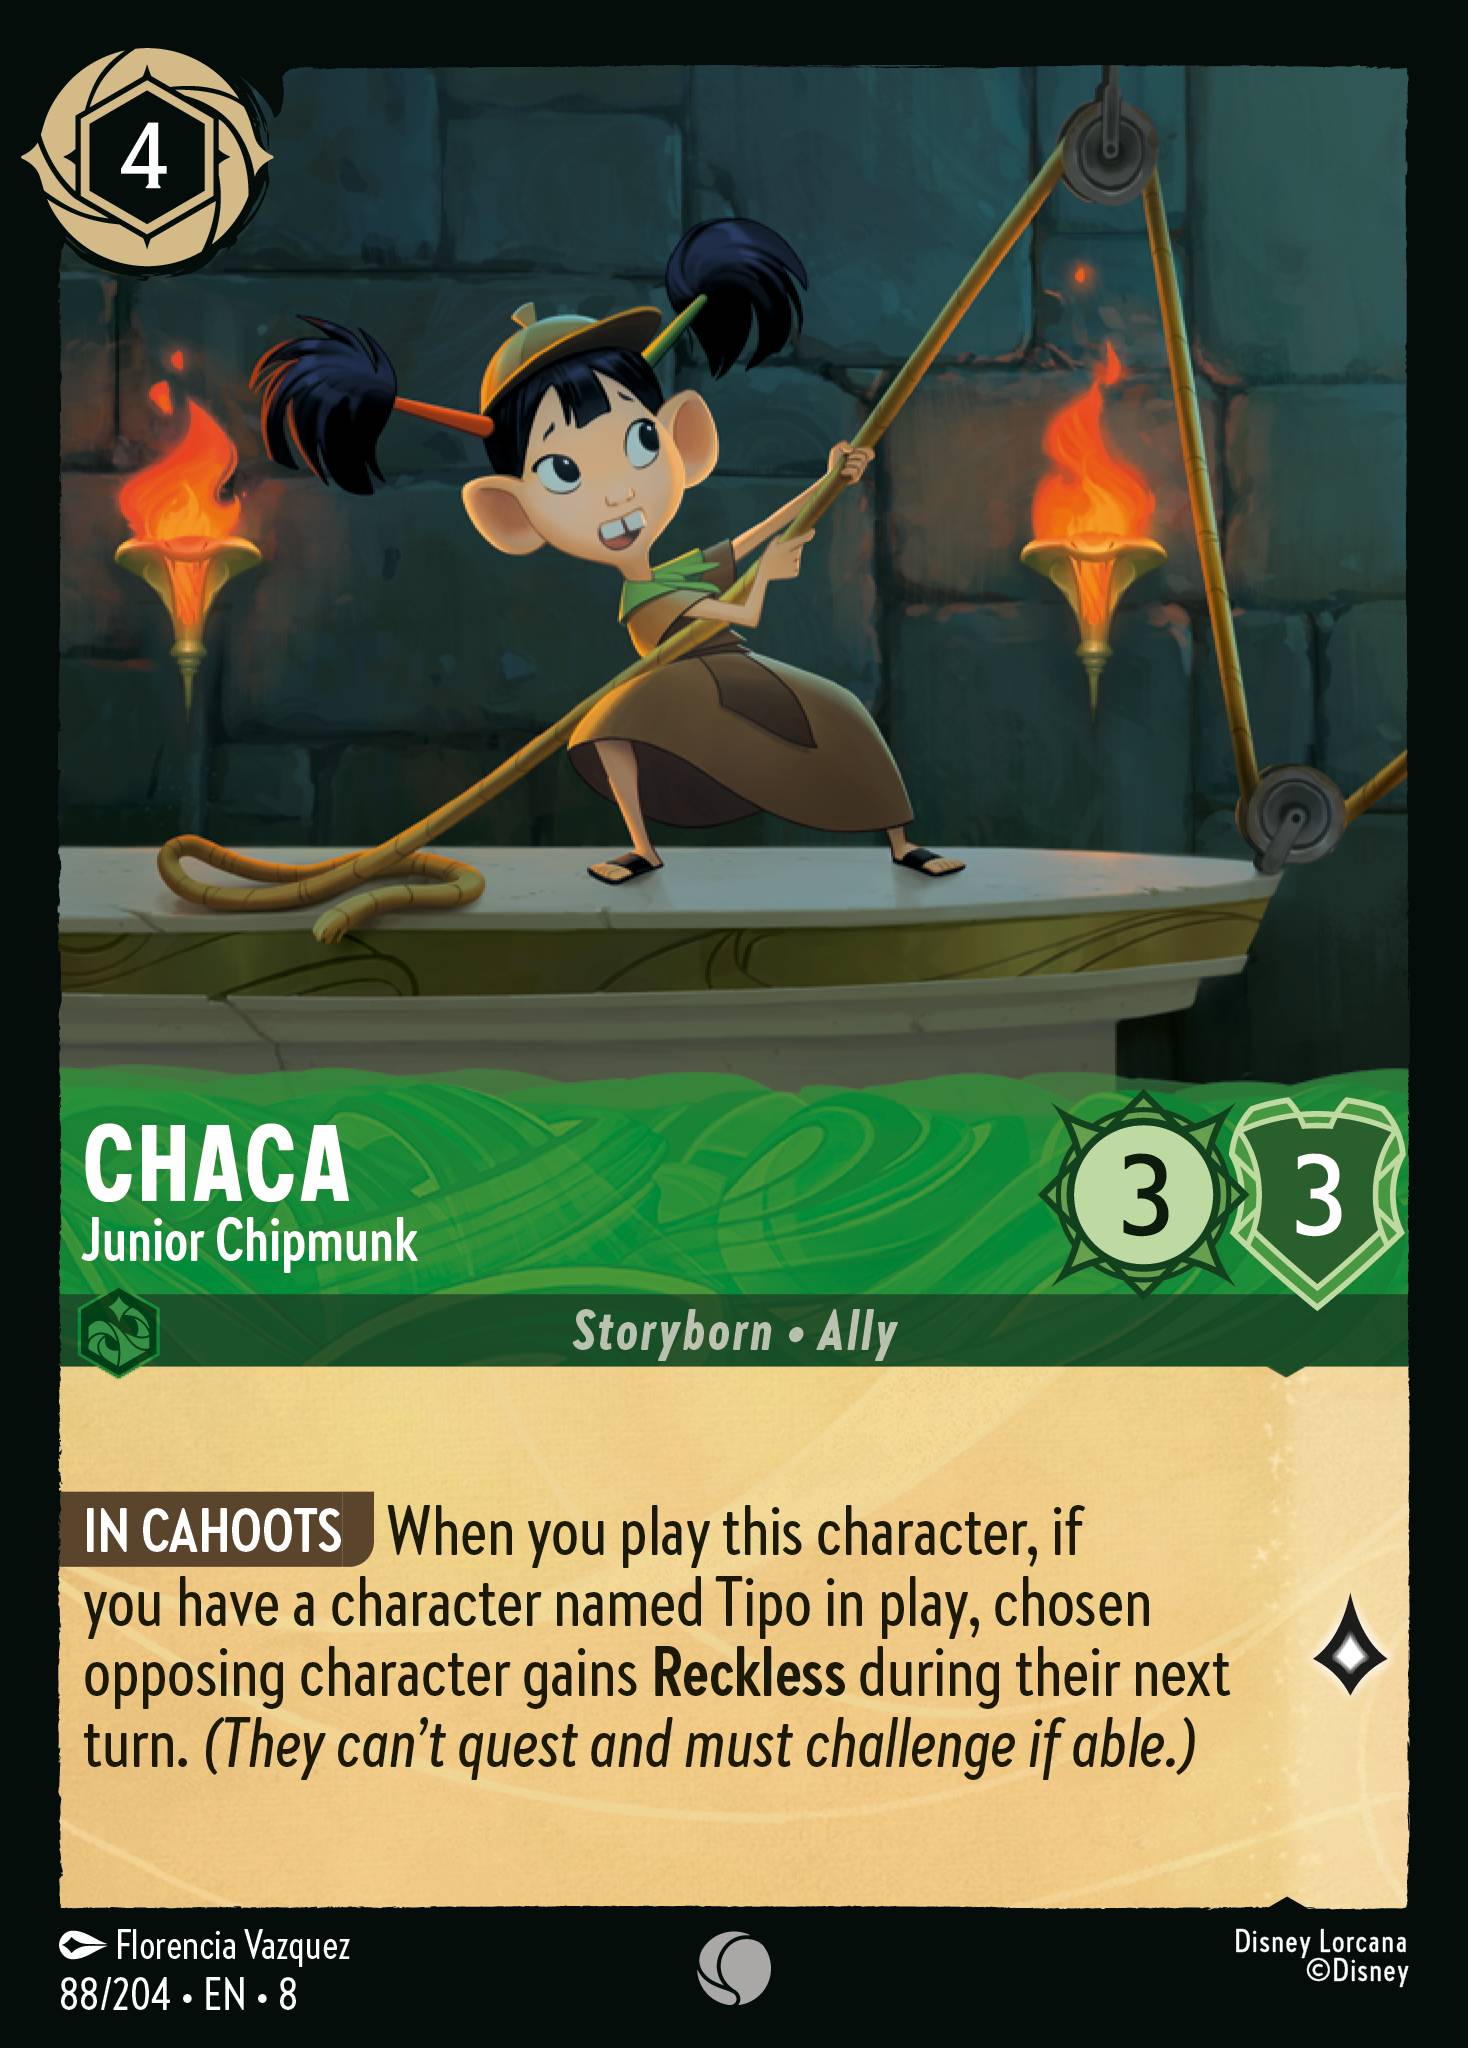 4
CHACA
Junior Chipmunk
3 3
Storyborn • Ally
IN CAHOOTS When you play this character, if
you have a character named Tipo in play, chosen
opposing character gains Reckless during their next
turn. (They can’t quest and must challenge if able.)
Florencia Vazquez
88/204 • EN • 8
Disney Lorcana
©Disney